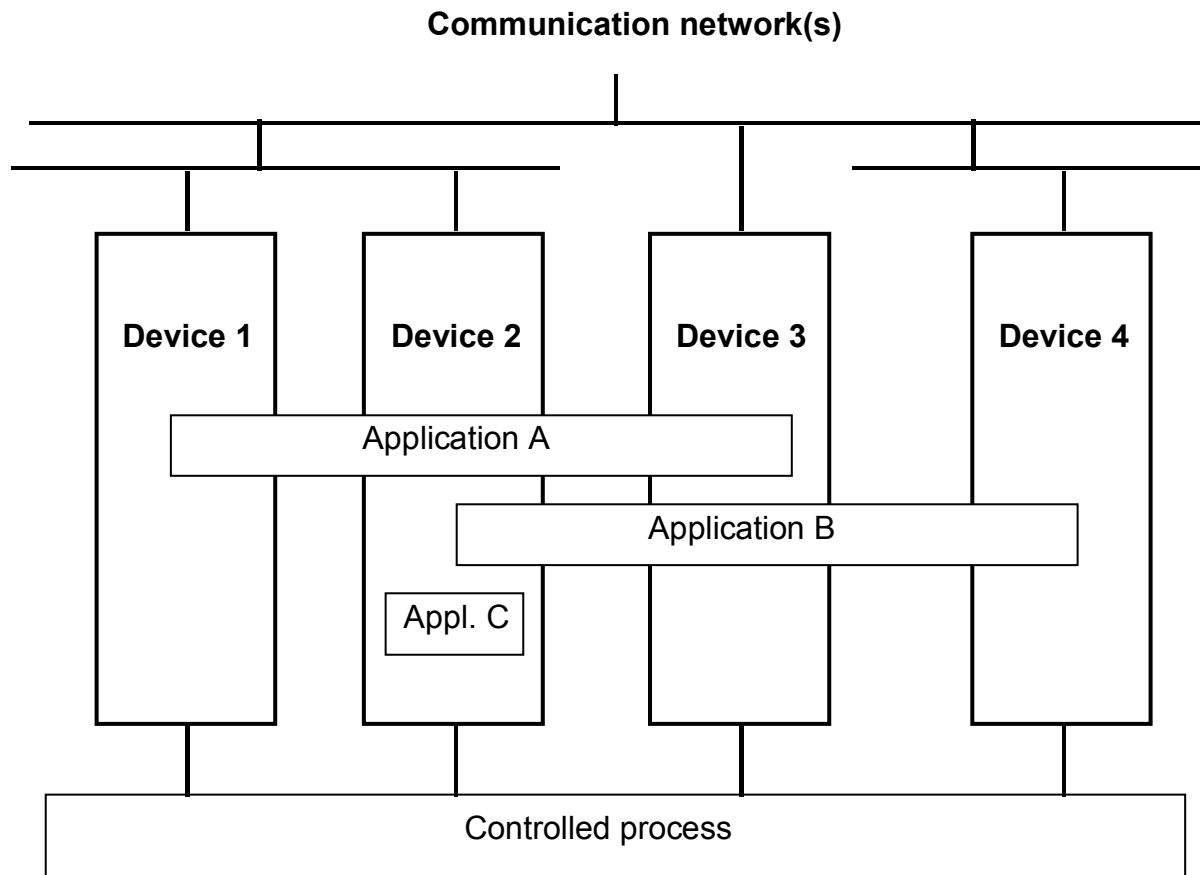 Communication network(s)
Device 1
Device 2
Device 3
Device 4
Application A
Application B
Appl. C
Controlled process